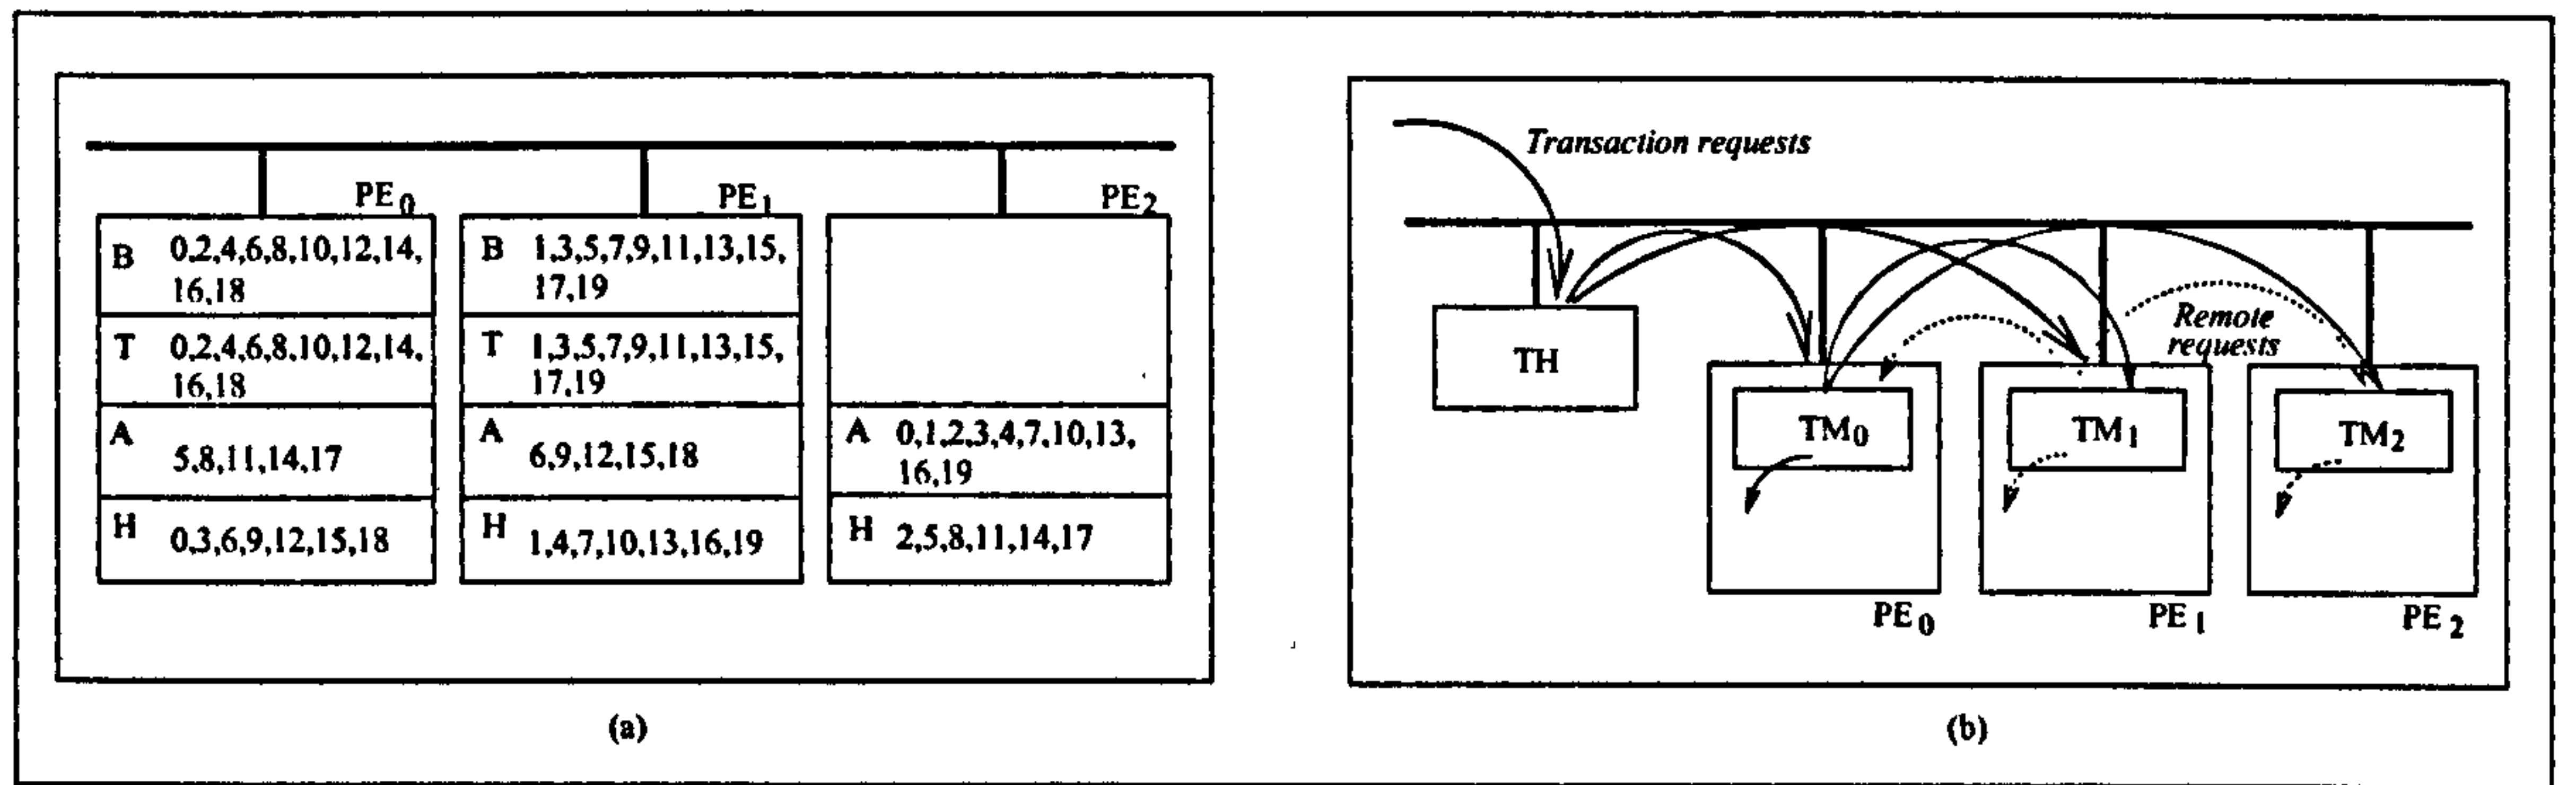 PE0
B 0,2,4,6,8,10,12,14,
16,18
T 0,2,4,6,8,10,12,14,
16,18
A 5,8,11,14,17
H 0,3,6,9,12,15,18
PE1
B 1,3,5,7,9,11,13,15,
17,19
T 1,3,5,7,9,11,13,15,
17,19
A 6,9,12,15,18
H 1,4,7,10,13,16,19
PE2
A 0,1,2,3,4,7,10,13,
16,19
H 2,5,8,11,14,17
(a)
Transaction requests
Remote
requests
TH
TM0
TM1
TM2
PE0
PE1
PE2
(b)